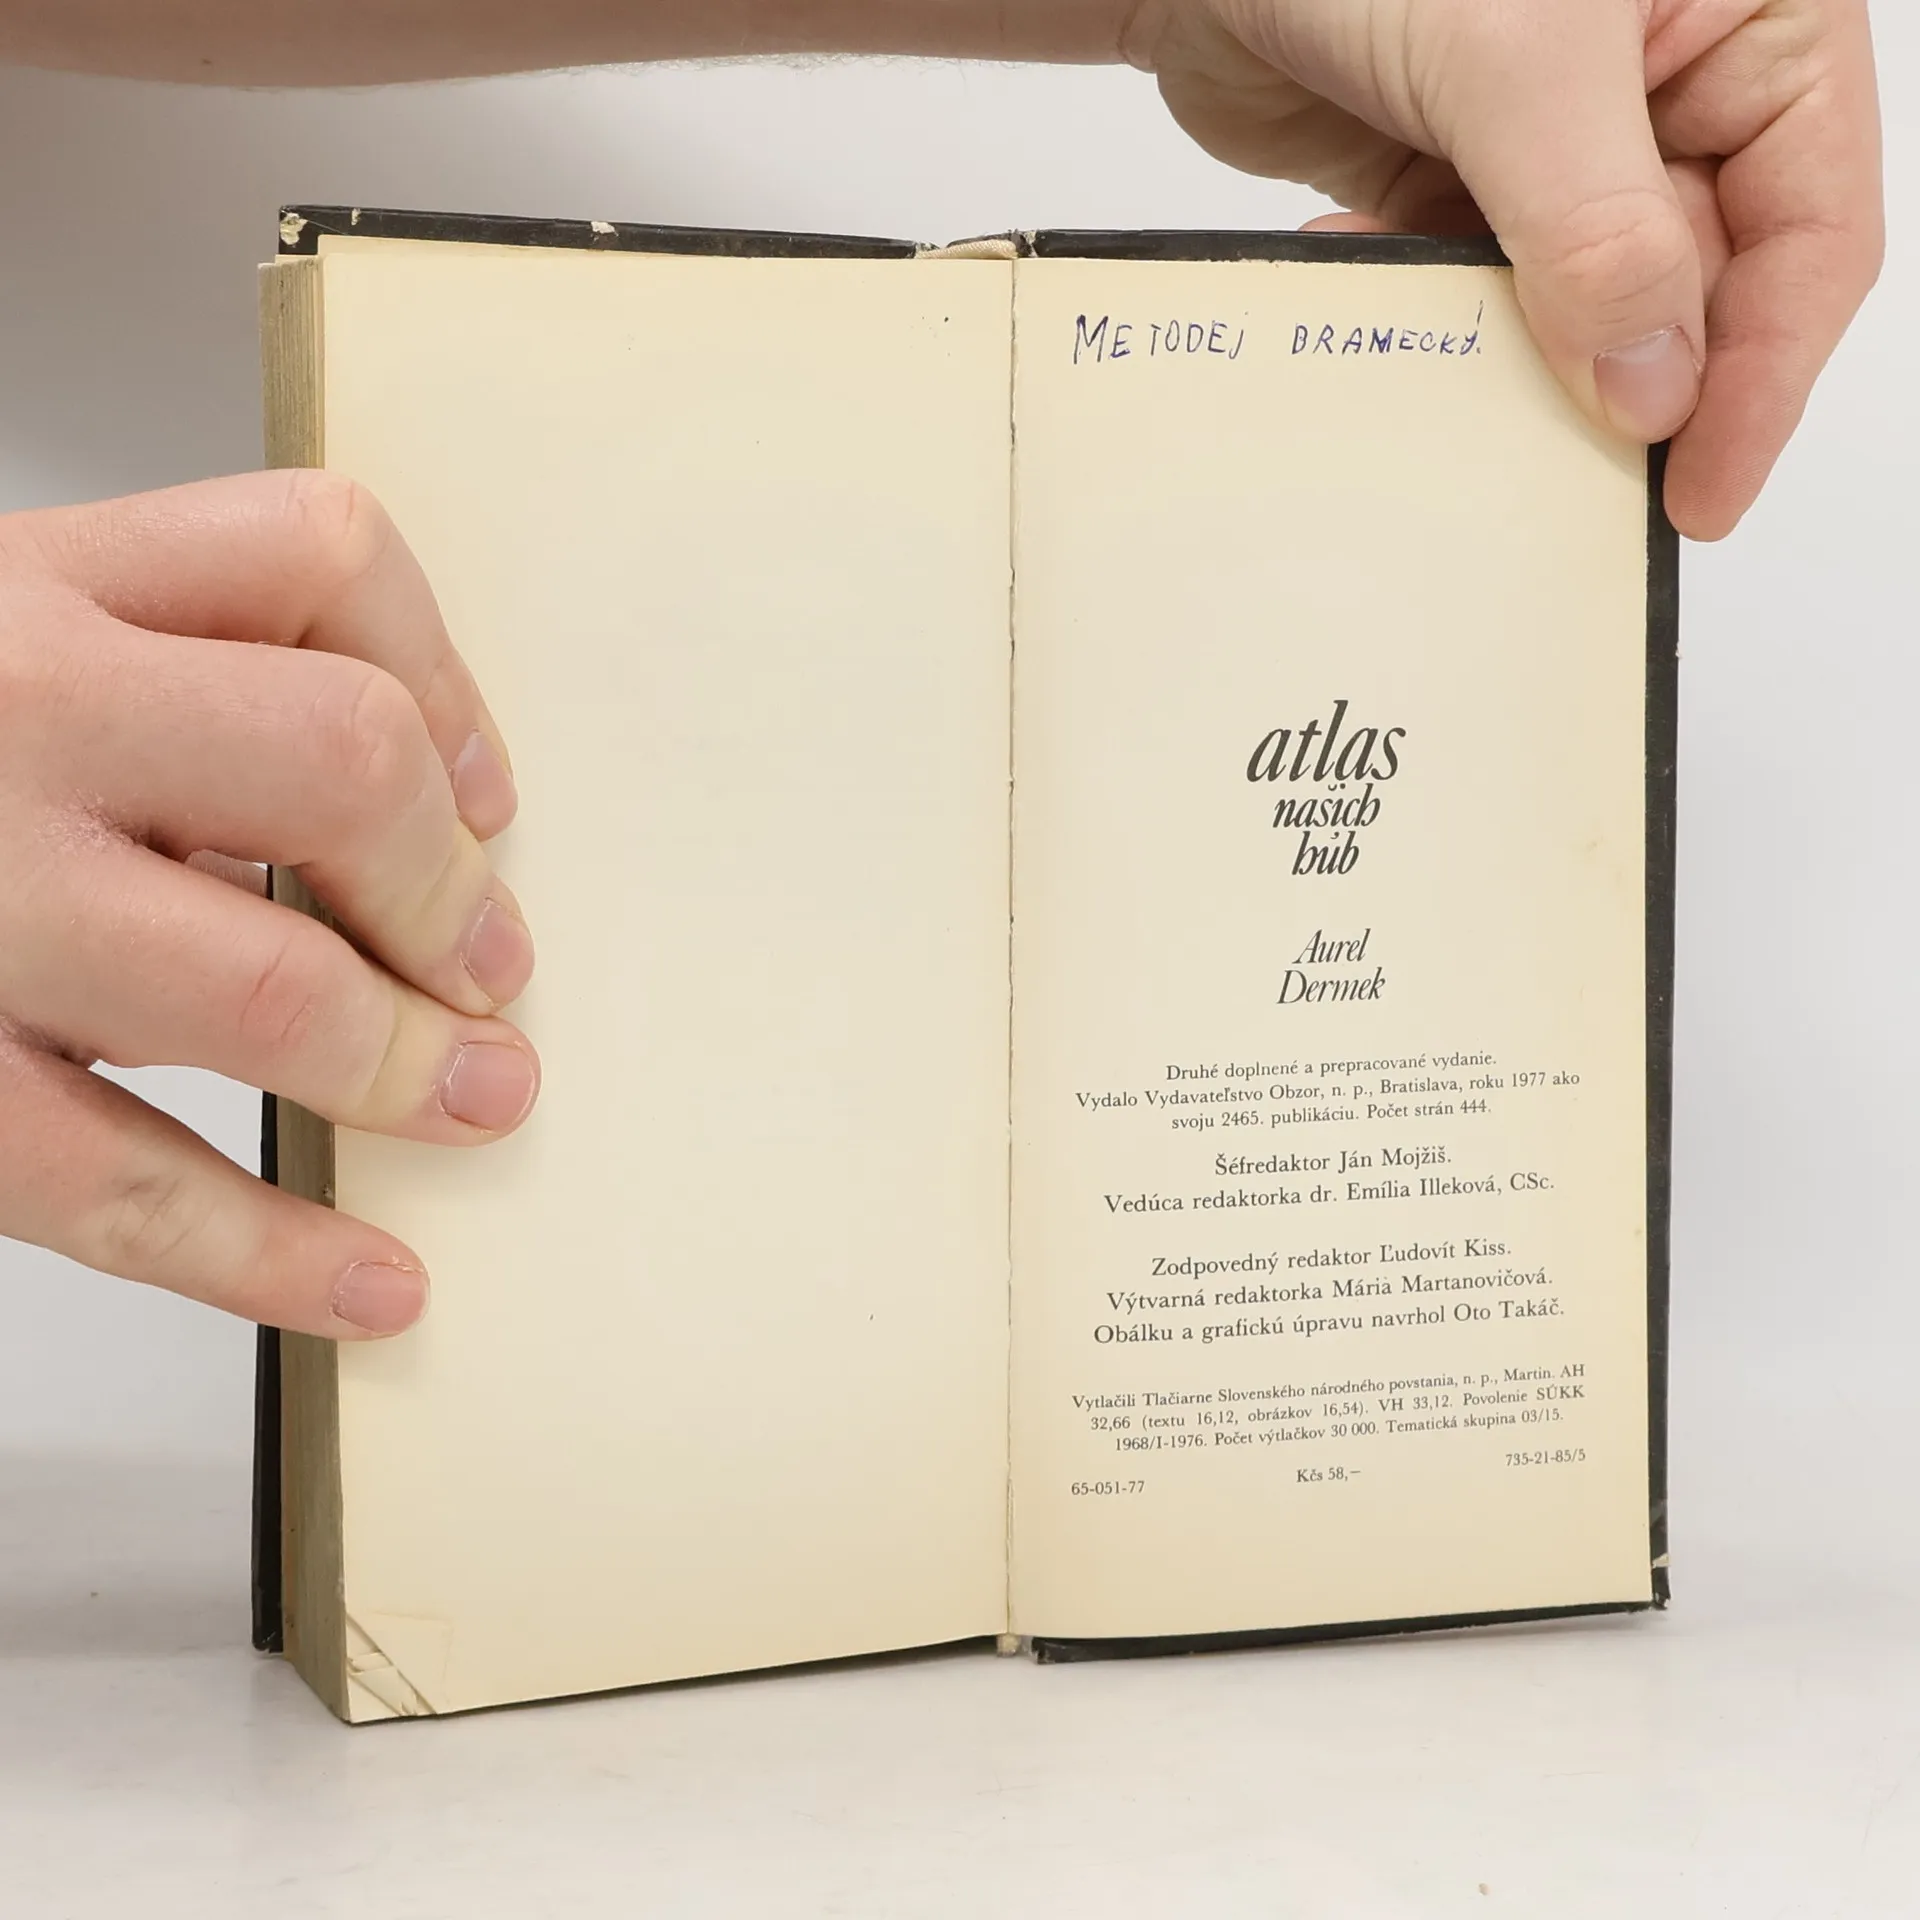 METODEJ BRAMECKÝ.
atlas
našich
húb
Aurel
Dermek
Druhé doplnené a prepracované vydanie.
Vydalo Vydavateľstvo Obzor, n. p., Bratislava, roku 1977 ako
svoju 2465. publikáciu. Počet strán 444.
Šéfredaktor Ján Mojžiš.
Vedúca redaktorka dr. Emília Illeková, CSc.
Zodpovedný redaktor Ľudovít Kiss.
Výtvarná redaktorka Mária Martanovičová.
Obálku a grafickú úpravu navrhol Oto Takáč.
Vytlačili Tlačiarne Slovenského národného povstania, n. p., Martin. AH
32,66 (textu 16,12, obrázkov 16,54). VH 33,12. Povolenie SÚKK
1968/I-1976. Počet výtlačkov 30 000. Tematická skupina 03/15.
65-051-77 Kčs 58,— 735-21-85/5